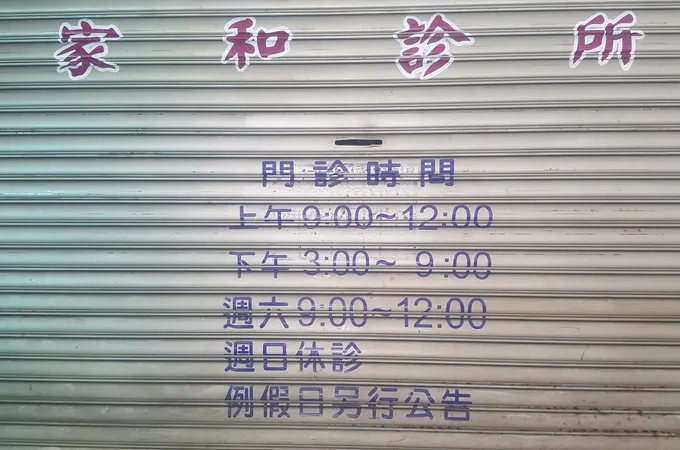 家和診所
門診時間
上午9:00~12:00
下午3:00~ 9:00
週六9:00~12:00
週日休診
例假日另行公告